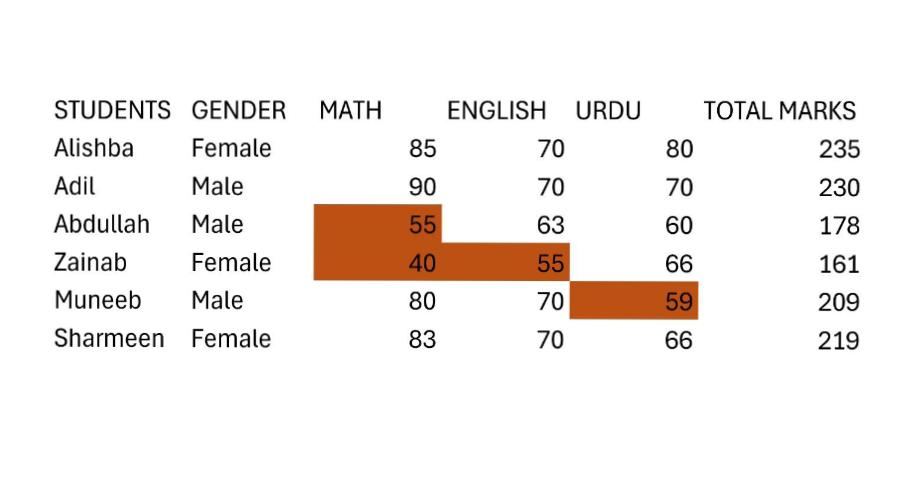 STUDENTS GENDER MATH ENGLISH URDU TOTAL MARKS
Alishba Female 85 70 80 235
Adil Male 90 70 70 230
Abdullah Male 55 63 60 178
Zainab Female 40 55 66 161
Muneeb Male 80 70 59 209
Sharmeen Female 83 70 66 219